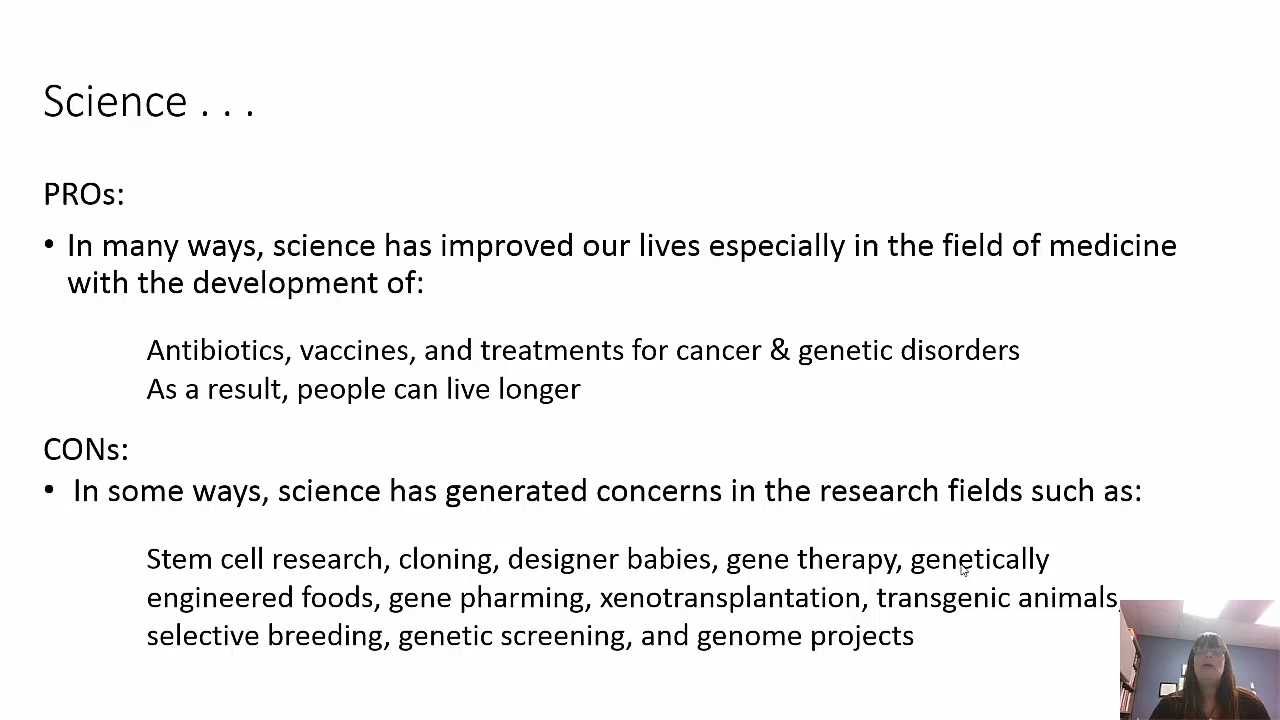 Science . . .
PROs:
• In many ways, science has improved our lives especially in the field of medicine
with the development of:
Antibiotics, vaccines, and treatments for cancer & genetic disorders
As a result, people can live longer
CONs:
• In some ways, science has generated concerns in the research fields such as:
Stem cell research, cloning, designer babies, gene therapy, genetically
engineered foods, gene pharming, xenotransplantation, transgenic animals,
selective breeding, genetic screening, and genome projects